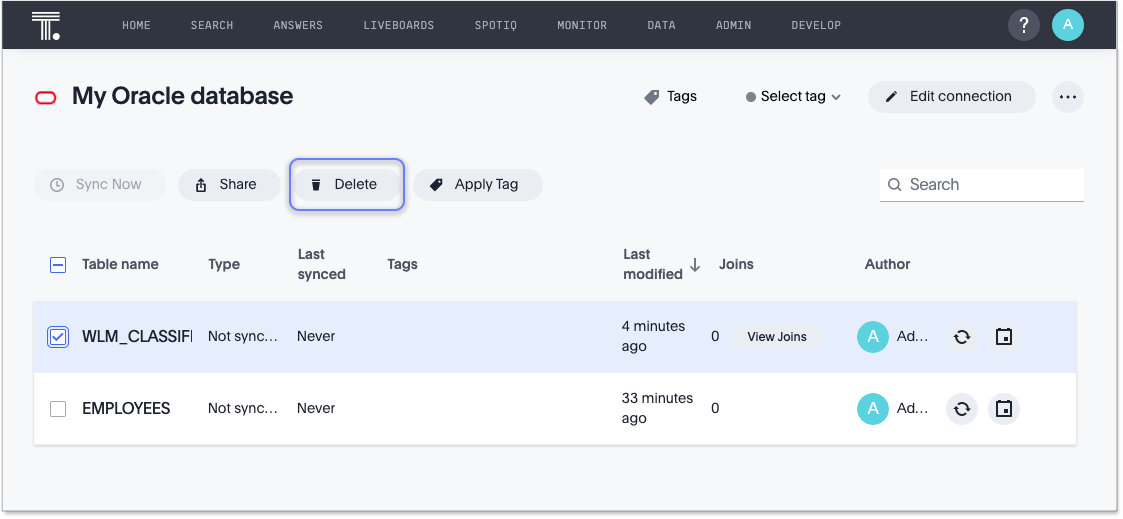 HOME SEARCH ANSWERS LIVEBOARDS SPOTIQ MONITOR DATA ADMIN DEVELOP ? A
My Oracle database Tags Select tag Edit connection ...
Sync Now Share Delete Apply Tag Search
Table name Type Last synced Tags Last modified Joins Author
WLM_CLASSIF Not sync... Never 4 minutes ago 0 View Joins A Ad...
EMPLOYEES Not sync... Never 33 minutes ago 0 A Ad...